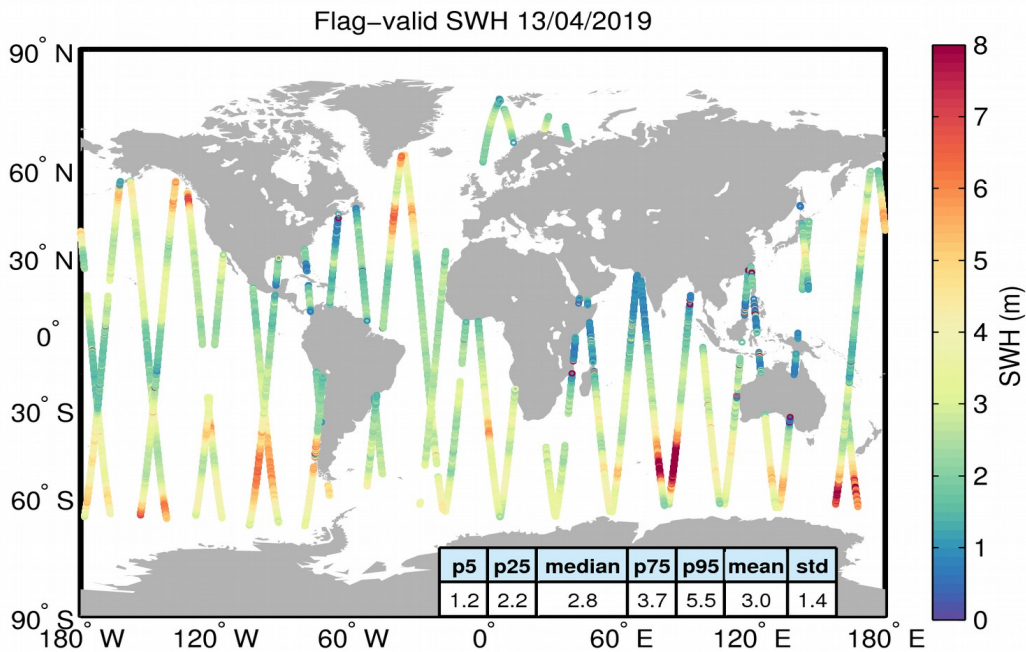 Flag−valid SWH 13/04/2019
90° N
60° N
30° N
0°
30° S
60° S
90° S
180° W
120° W
60° W
0°
60° E
120° E
180° E
p5 p25 median p75 p95 mean std
1.2 2.2 2.8 3.7 5.5 3.0 1.4
8
7
6
5
4
3
2
1
0
SWH (m)